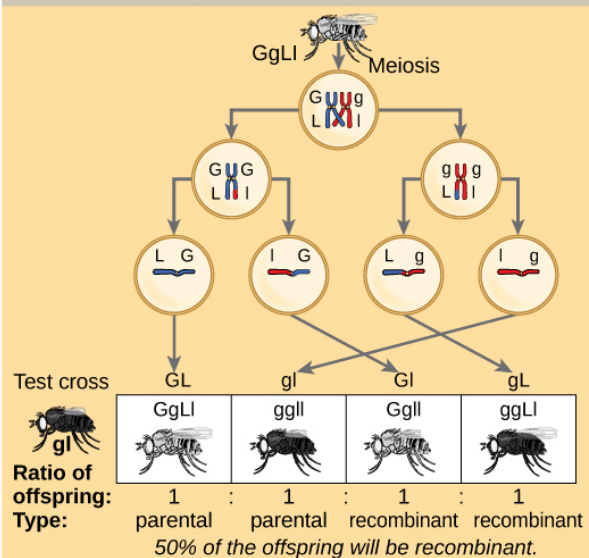 GgLl
Meiosis
G g
L l
G G
L l
g g
L l
L G
l G
L g
l g
Test cross
GL gl Gl gL
GgLl ggll Ggll ggLl
gl
Ratio of
offspring: 1 : 1 : 1 : 1
Type: parental parental recombinant recombinant
50% of the offspring will be recombinant.